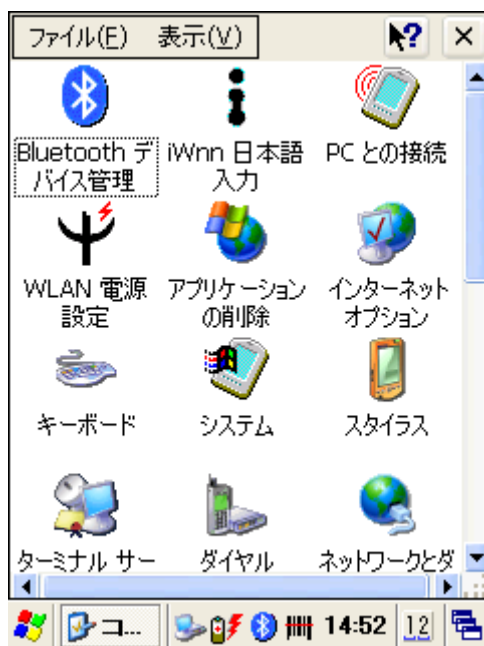 ファイル(F) 表示(V)
Bluetooth デ
バイス管理
iWnn 日本語
入力
PC との接続
WLAN 電源
設定
アプリケーション
の削除
インターネット
オプション
キーボード
システム
スタイラス
ターミナル サー
ダイヤル
ネットワークとダ
コ...
14:52
12